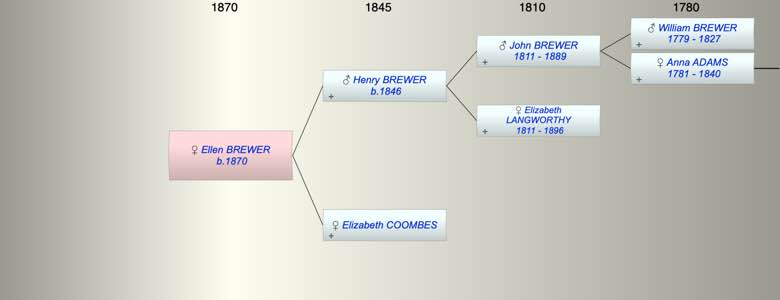 1870 1845 1810 1780
♂ William BREWER
1779 - 1827
+
♂ John BREWER
1811 - 1889
+
♀ Anna ADAMS
1781 - 1840
+
♂ Henry BREWER
b.1846
+
♀ Elizabeth
LANGWORTHY
1811 - 1896
+
♀ Ellen BREWER
b.1870
♀ Elizabeth COOMBES
+